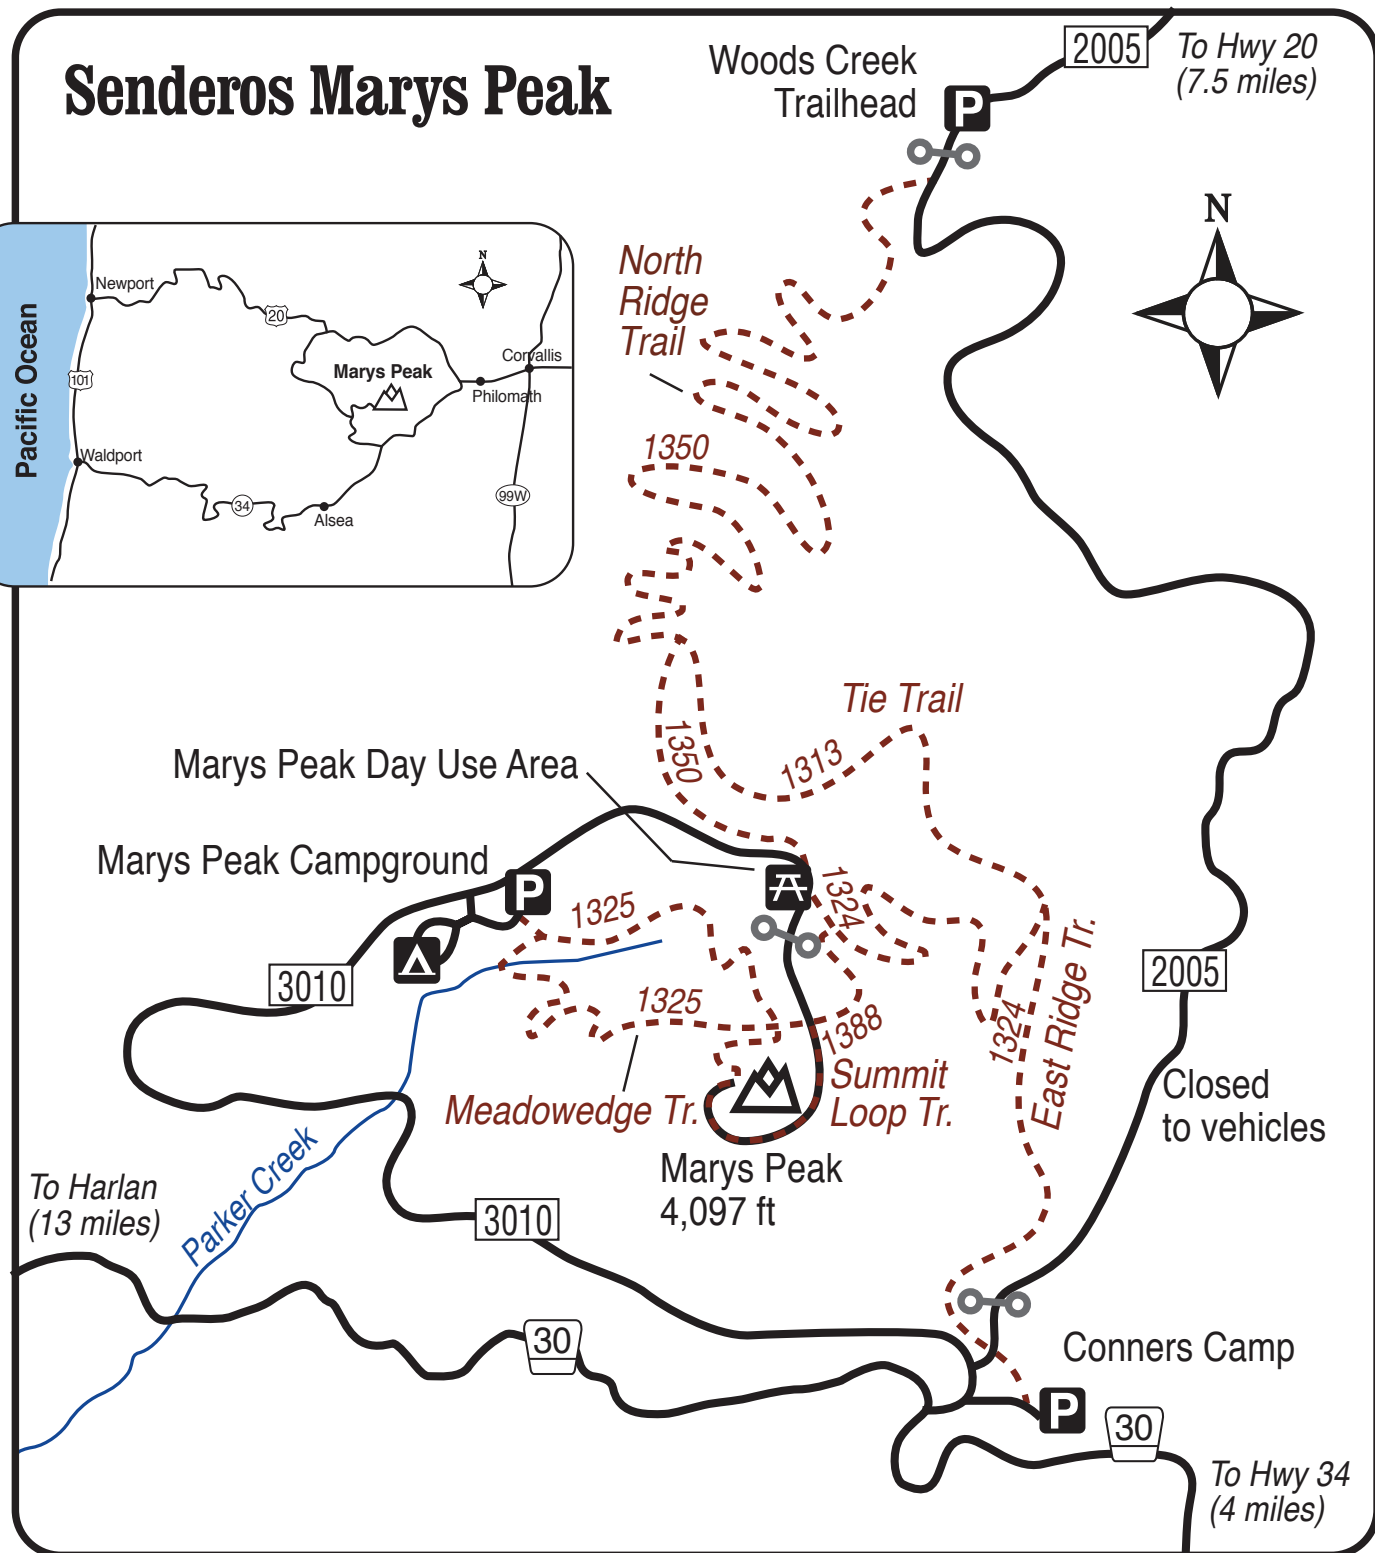 Senderos Marys Peak
Woods Creek
Trailhead
P
2005
To Hwy 20
(7.5 miles)
N
North
Ridge
Trail
1350
Pacific Ocean
N
Newport
20
101
Marys Peak
Corvallis
Philomath
Waldport
34
Alsea
99W
Tie Trail
1350
1313
Marys Peak Day Use Area
Marys Peak Campground
P
1325
1324
3010
1325
1388
1324
East Ridge Tr.
2005
Meadowedge Tr.
Summit
Loop Tr.
Closed
to vehicles
Marys Peak
4,097 ft
Parker Creek
To Harlan
(13 miles)
3010
30
Conners Camp
P
30
To Hwy 34
(4 miles)